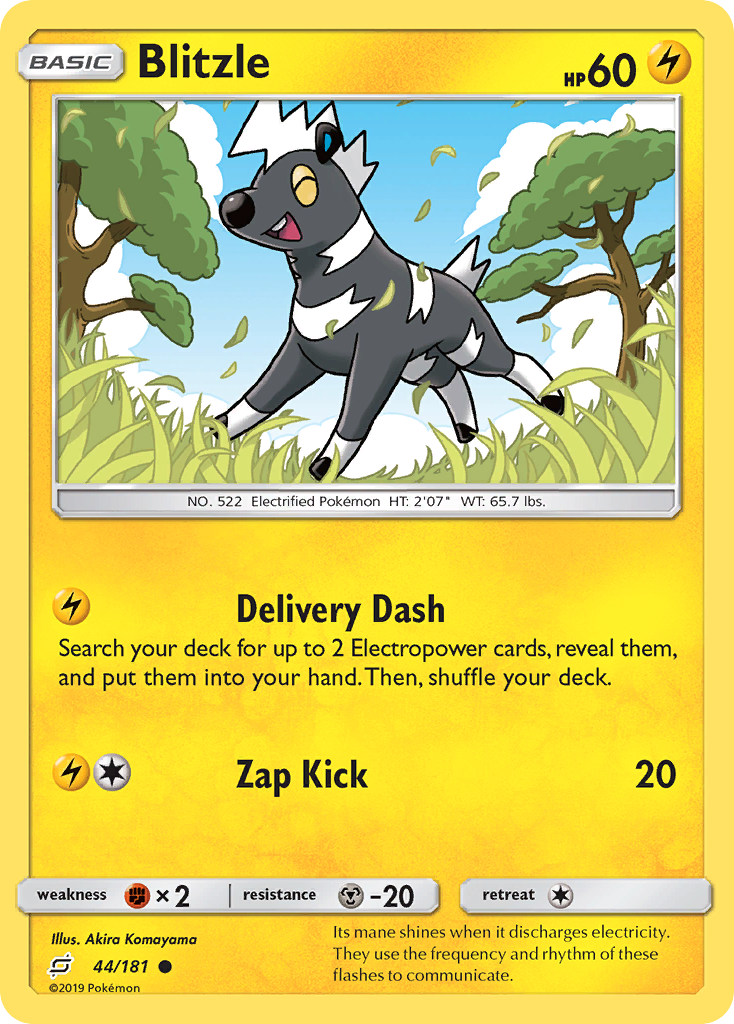 BASIC Blitzle HP60
NO. 522 Electrified Pokémon HT: 2'07" WT: 65.7 lbs.
Delivery Dash
Search your deck for up to 2 Electropower cards, reveal them,
and put them into your hand. Then, shuffle your deck.
Zap Kick 20
weakness ×2 resistance -20 retreat
Illus. Akira Komayama
44/181
©2019 Pokémon
Its mane shines when it discharges electricity.
They use the frequency and rhythm of these
flashes to communicate.